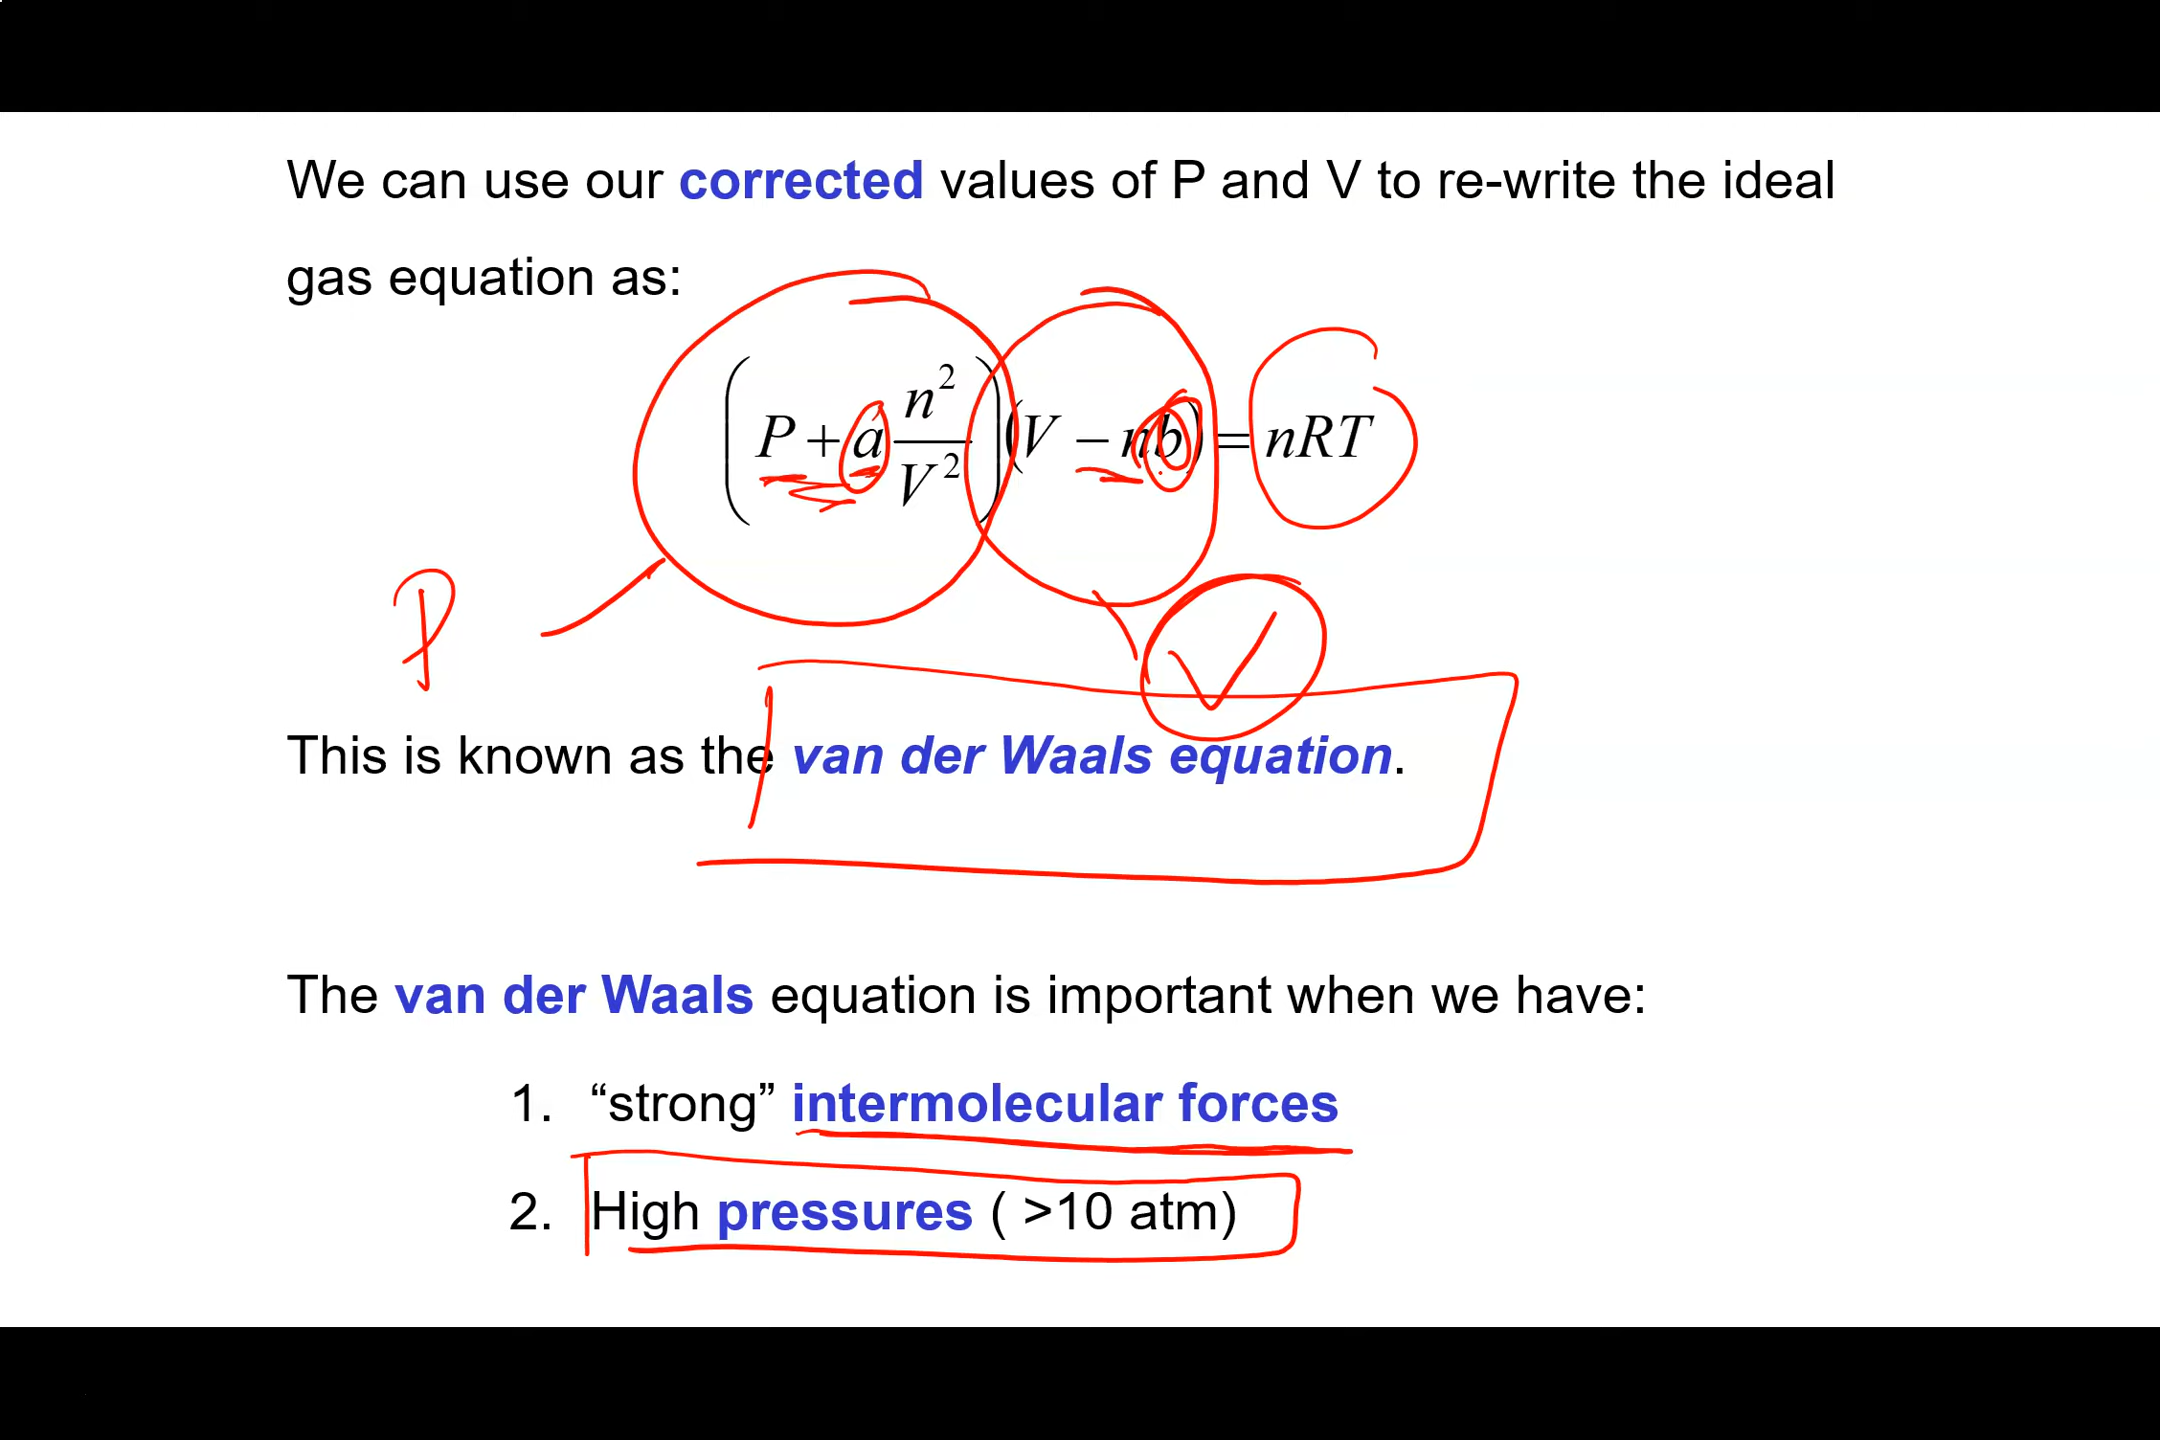 We can use our corrected values of P and V to re-write the ideal
gas equation as:
(P + a n²/V²)(V − nb) = nRT
P
V
This is known as the van der Waals equation.
The van der Waals equation is important when we have:
1. “strong” intermolecular forces
2. High pressures ( >10 atm)